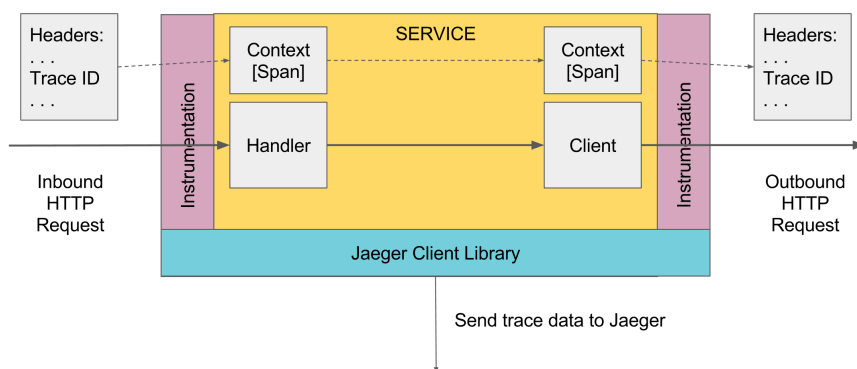 Headers:
. . .
Trace ID
. . .
Instrumentation
SERVICE
Context
[Span]
Context
[Span]
Handler
Client
Instrumentation
Headers:
. . .
Trace ID
. . .
Inbound
HTTP
Request
Outbound
HTTP
Request
Jaeger Client Library
Send trace data to Jaeger